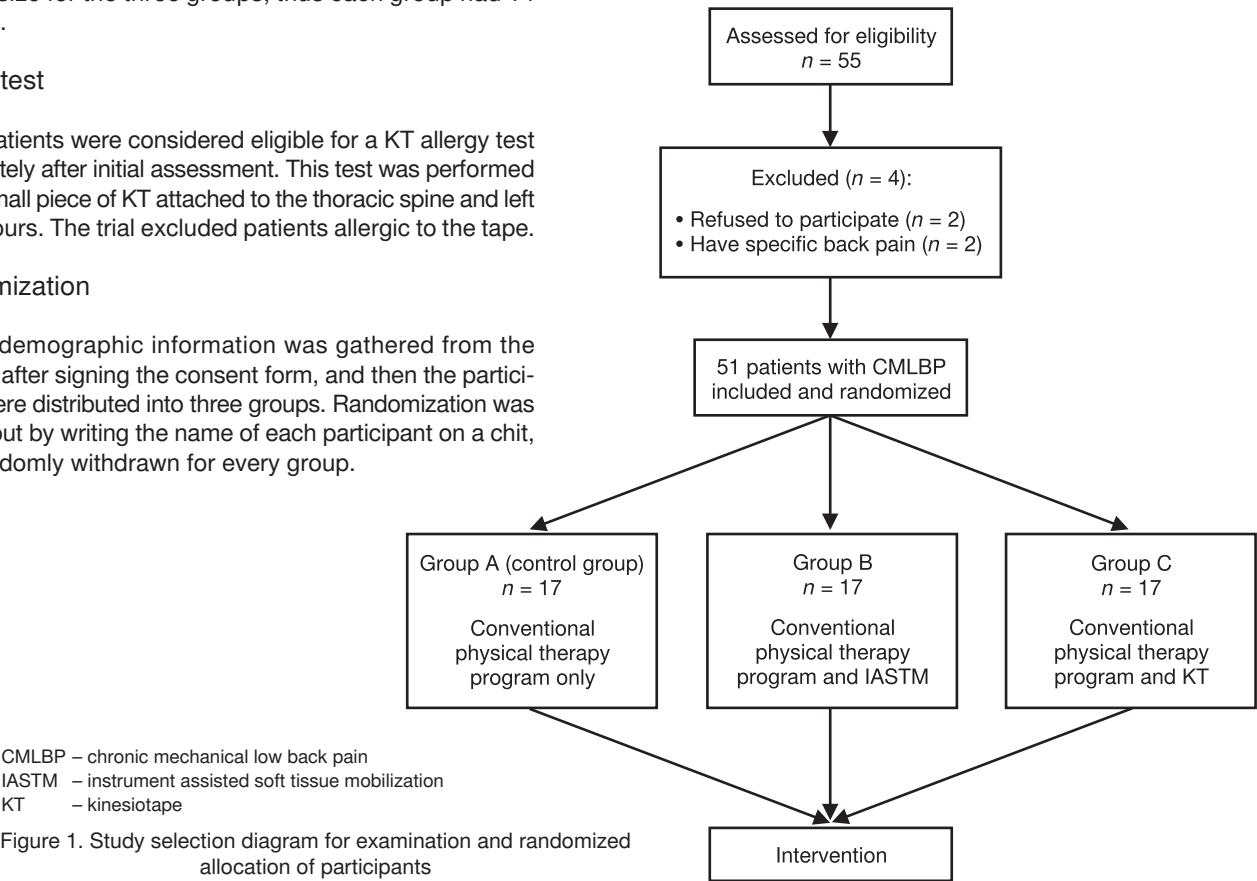 size for the three groups, thus each group had
.
test
atients were considered eligible for a KT allergy test
tely after initial assessment. This test was performed
mall piece of KT attached to the thoracic spine and left
ours. The trial excluded patients allergic to the tape.
mization
demographic information was gathered from the
after signing the consent form, and then the partici-
ere distributed into three groups. Randomization was
out by writing the name of each participant on a chit,
domly withdrawn for every group.
Assessed for eligibility
n = 55
Excluded (n = 4):
• Refused to participate (n = 2)
• Have specific back pain (n = 2)
51 patients with CMLBP
included and randomized
Group A (control group)
n = 17
Conventional
physical therapy
program only
Group B
n = 17
Conventional
physical therapy
program and IASTM
Group C
n = 17
Conventional
physical therapy
program and KT
Intervention
CMLBP – chronic mechanical low back pain
IASTM – instrument assisted soft tissue mobilization
KT – kinesiotape
Figure 1. Study selection diagram for examination and randomized
allocation of participants